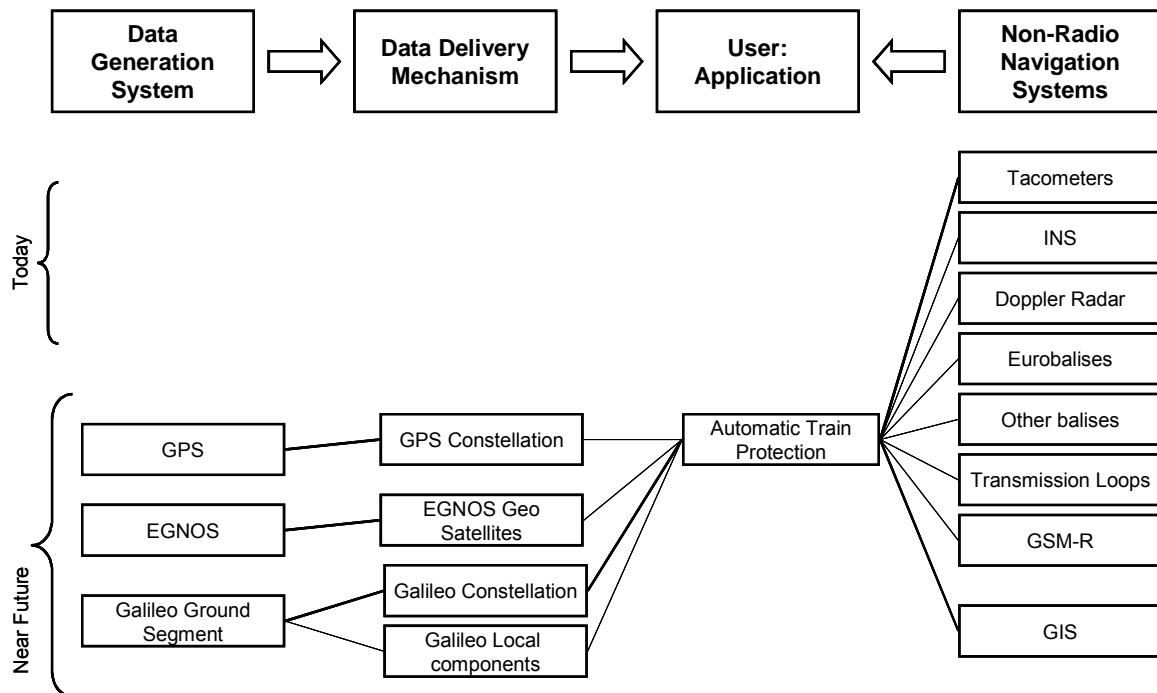 Data
Generation
System
Data Delivery
Mechanism
User:
Application
Non-Radio
Navigation
Systems
Today
Tacometers
INS
Doppler Radar
Eurobalises
Other balises
Transmission Loops
GSM-R
GIS
Near Future
GPS
EGNOS
Galileo Ground
Segment
GPS Constellation
EGNOS Geo
Satellites
Galileo Constellation
Galileo Local
components
Automatic Train
Protection